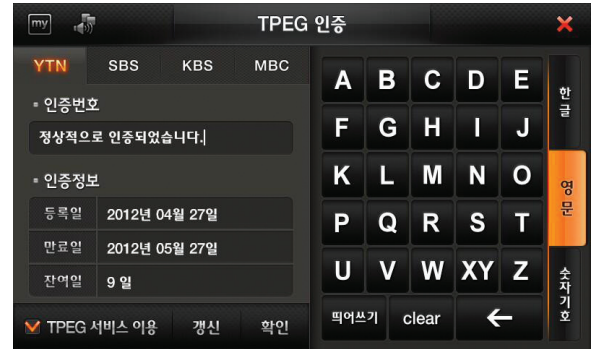 my
TPEG 인증
YTN SBS KBS MBC
인증번호
정상적으로 인증되었습니다.
인증정보
등록일 2012년 04월 27일
만료일 2012년 05월 27일
잔여일 9 일
TPEG 서비스 이용 갱신 확인
A B C D E
F G H I J
K L M N O
P Q R S T
U V W XY Z
띄어쓰기 clear
한글
영문
숫자기호